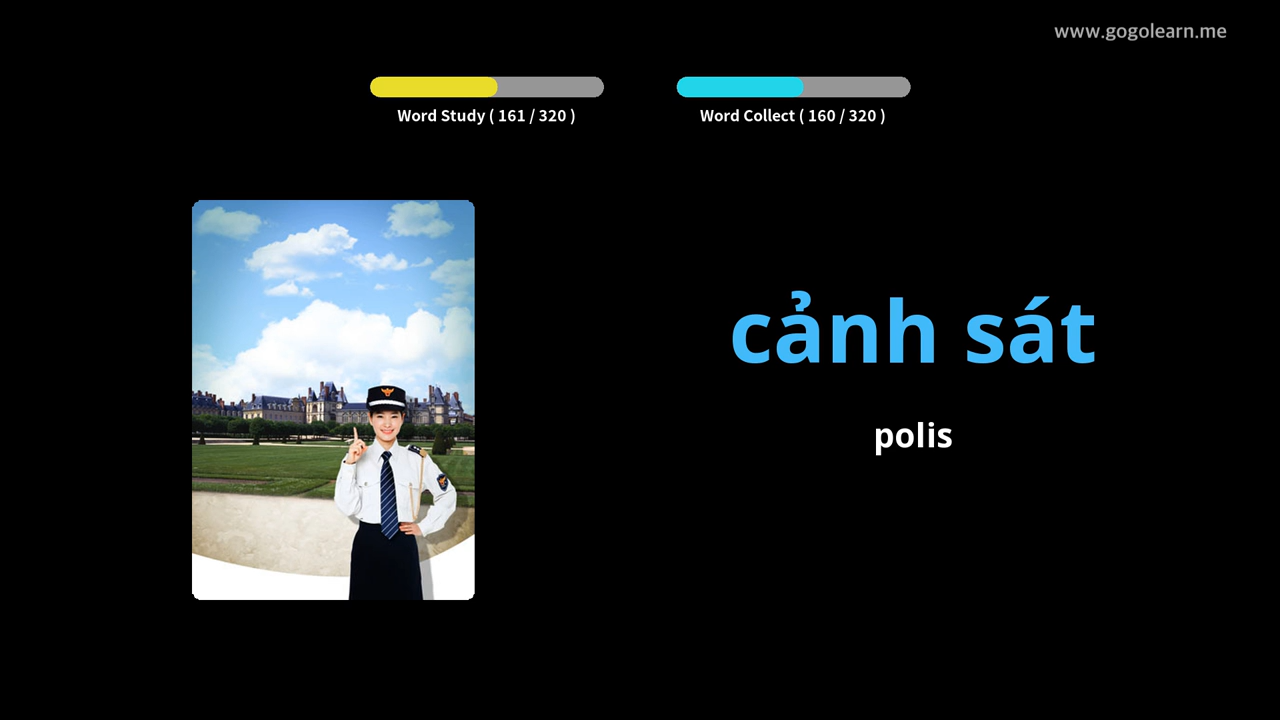 www.gogolearn.me
Word Study ( 161 / 320 )
Word Collect ( 160 / 320 )
cảnh sát
polis